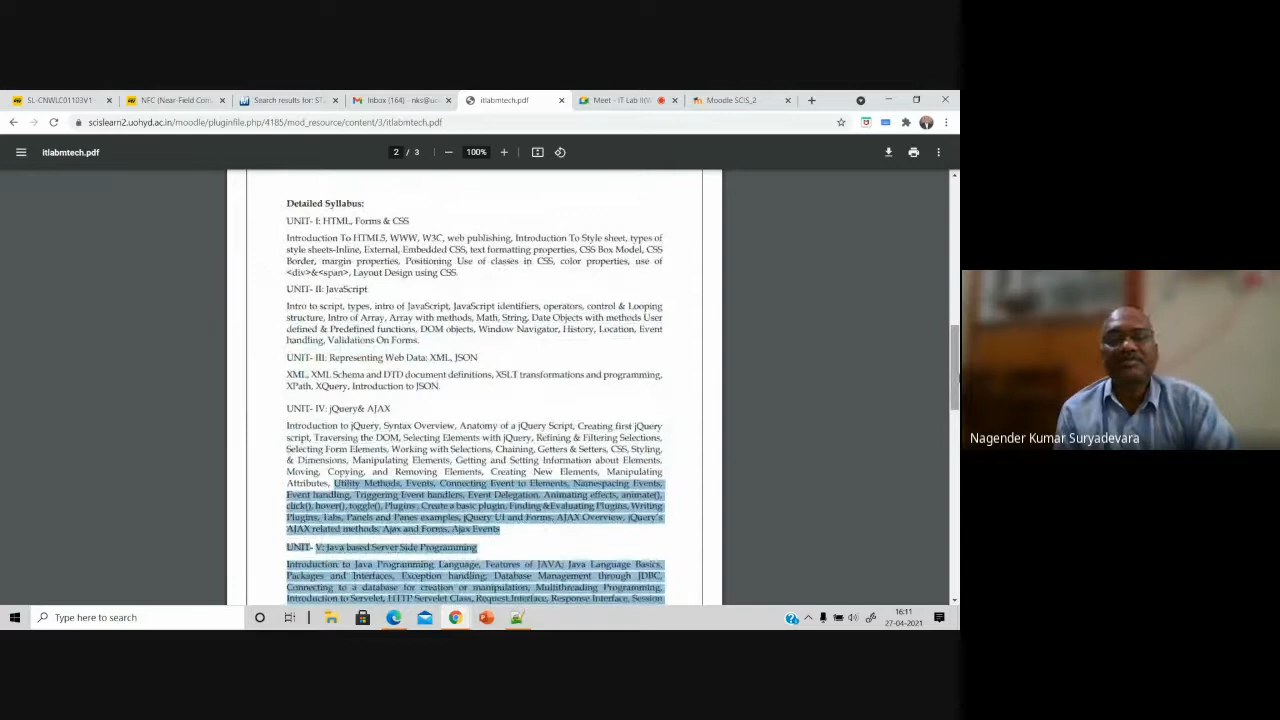 SL-CNWLC01103V1
NFC (Near-Field Com
Search results for: ST
Inbox (164) - nks@uo
itlabmtech.pdf
Meet - IT Lab II(W
Moodle SCIS_2
scislearn2.uohyd.ac.in/moodle/pluginfile.php/4185/mod_resource/content/3/itlabmtech.pdf
itlabmtech.pdf
2 / 3
100%
Detailed Syllabus:
UNIT- I: HTML, Forms & CSS
Introduction To HTML5, WWW, W3C, web publishing, Introduction To Style sheet, types of
style sheets-Inline, External, Embedded CSS, text formatting properties, CSS Box Model, CSS
Border, margin properties, Positioning Use of classes in CSS, color properties, use of
<div>&<span>, Layout Design using CSS.
UNIT- II: JavaScript
Intro to script, types, intro of JavaScript, JavaScript identifiers, operators, control & Looping
structure, Intro of Array, Array with methods, Math, String, Date Objects with methods User
defined & Predefined functions, DOM objects, Window Navigator, History, Location, Event
handling, Validations On Forms.
UNIT- III: Representing Web Data: XML, JSON
XML, XML Schema and DTD document definitions, XSLT transformations and programming,
XPath, XQuery, Introduction to JSON.
UNIT- IV: jQuery& AJAX
Introduction to jQuery, Syntax Overview, Anatomy of a jQuery Script, Creating first jQuery
script, Traversing the DOM, Selecting Elements with jQuery, Refining & Filtering Selections,
Selecting Form Elements, Working with Selections, Chaining, Getters & Setters, CSS, Styling,
& Dimensions, Manipulating Elements, Getting and Setting Information about Elements.
Moving, Copying, and Removing Elements, Creating New Elements, Manipulating
Attributes, Utility Methods, Events, Connecting Event to Elements, Namespacing Events,
Event handling, Triggering Event handlers, Event Delegation, Animating effects, animate(),
click(), hover(), toggle(), Plugins, Create a basic plugin, Finding &Evaluating Plugins, Writing
Plugins, Tabs, Panels and Panes examples, jQuery UI and Forms, AJAX Overview, jQuery's
AJAX related methods, Ajax and Forms, Ajax Events
UNIT- V: Java based Server Side Programming
Introduction to Java Programming Language, Features of JAVA; Java Language Basics,
Packages and Interfaces, Exception handling; Database Management through JDBC,
Connecting to a database for creation or manipulation, Multithreading Programming,
Introduction to Servelet, HTTP Servelet Class, Request Interface, Response Interface, Session
Nagender Kumar Suryadevara
Type here to search
16:11
27-04-2021